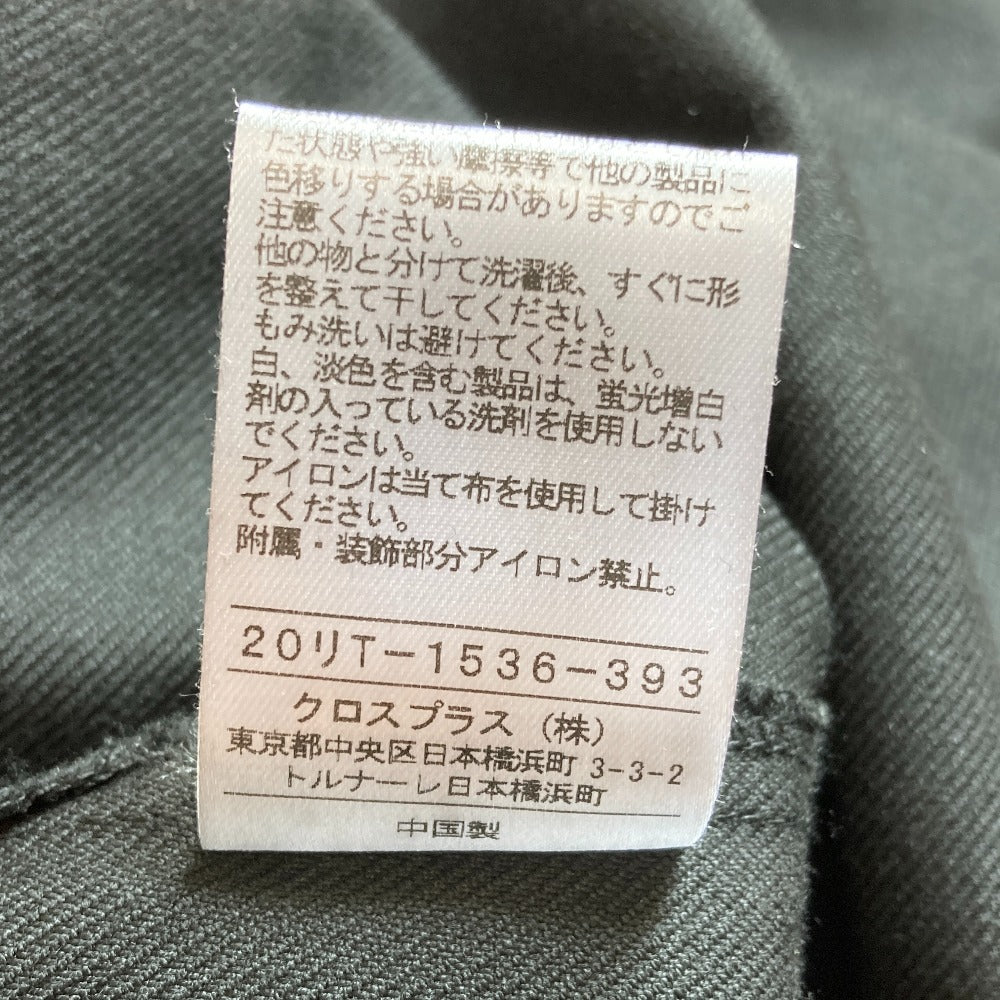 た状態や強い摩擦等で他の製品に
色移りする場合がありますのでご
注意ください。
他の物と分けて洗濯後、すぐに形
を整えて干してください。
もみ洗いは避けてください。
白、淡色を含む製品は、蛍光増白
剤の入っている洗剤を使用しない
でください。
アイロンは当て布を使用して掛け
てください。
附属・装飾部分アイロン禁止。
20リT-1536-393
クロスプラス（株）
東京都中央区日本橋浜町 3-3-2
トルナーレ日本橋浜町
中国製